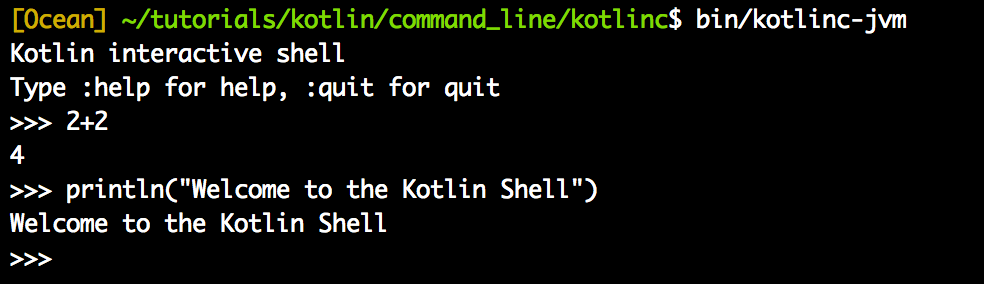 [Ocean] ~/tutorials/kotlin/command_line/kotlinc$ bin/kotlinc-jvm
Kotlin interactive shell
Type :help for help, :quit for quit
>>> 2+2
4
>>> println("Welcome to the Kotlin Shell")
Welcome to the Kotlin Shell
>>>